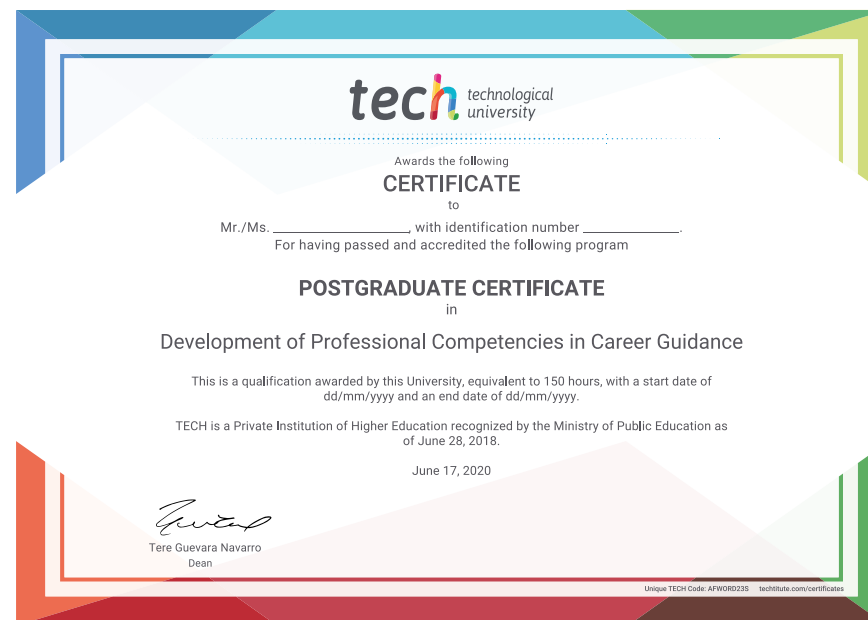 tech technological
university
Awards the following
CERTIFICATE
to
Mr./Ms. ____________________, with identification number ______________.
For having passed and accredited the following program
POSTGRADUATE CERTIFICATE
in
Development of Professional Competencies in Career Guidance
This is a qualification awarded by this University, equivalent to 150 hours, with a start date of
dd/mm/yyyy and an end date of dd/mm/yyyy.
TECH is a Private Institution of Higher Education recognized by the Ministry of Public Education as
of June 28, 2018.
June 17, 2020
Tere Guevara Navarro
Dean
Unique TECH Code: AFWORD23S techtitute.com/certificates